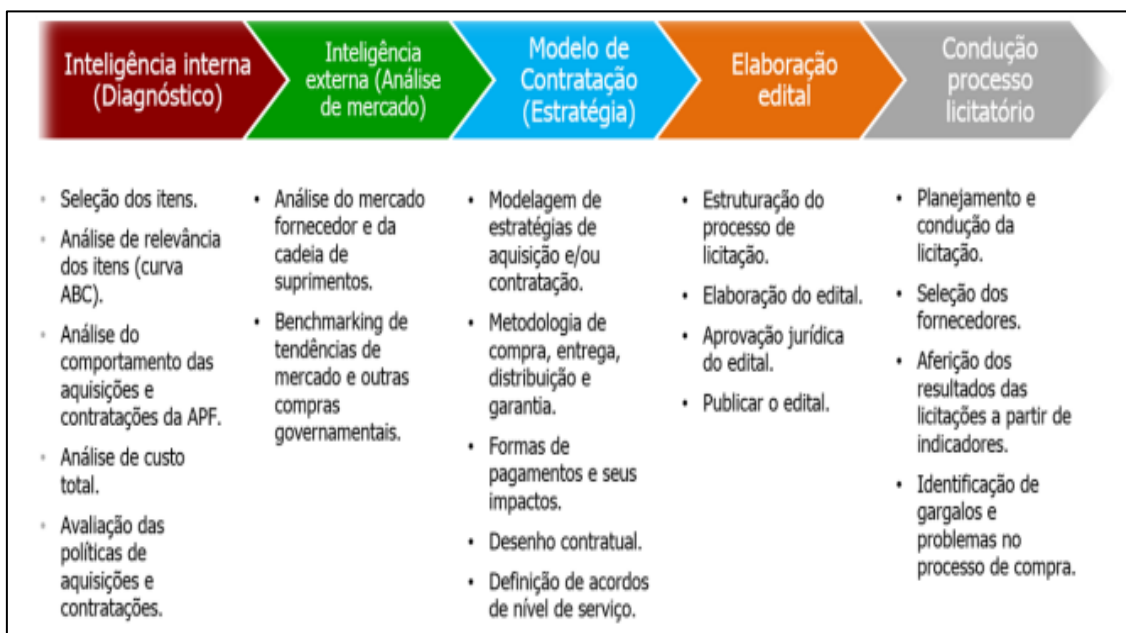 Inteligência interna
(Diagnóstico)
Inteligência
externa (Análise
de mercado)
Modelo de
Contratação
(Estratégia)
Elaboração
edital
Condução
processo
licitatório
Seleção dos itens.
Análise de relevância
dos itens (curva
ABC).
Análise do
comportamento das
aquisições e
contratações da APF.
Análise de custo
total.
Avaliação das
políticas de
aquisições e
contratações.
Análise do mercado
fornecedor e da
cadeia de
suprimentos.
Benchmarking de
tendências de
mercado e outras
compras
governamentais.
Modelagem de
estratégias de
aquisição e/ou
contratação.
Metodologia de
compra, entrega,
distribuição e
garantia.
Formas de
pagamentos e seus
impactos.
Desenho contratual.
Definição de acordos
de nível de serviço.
Estruturação do
processo de
licitação.
Elaboração do edital.
Aprovação jurídica
do edital.
Publicar o edital.
Planejamento e
condução da
licitação.
Seleção dos
fornecedores.
Aferição dos
resultados das
licitações a partir de
indicadores.
Identificação de
gargalos e
problemas no
processo de compra.